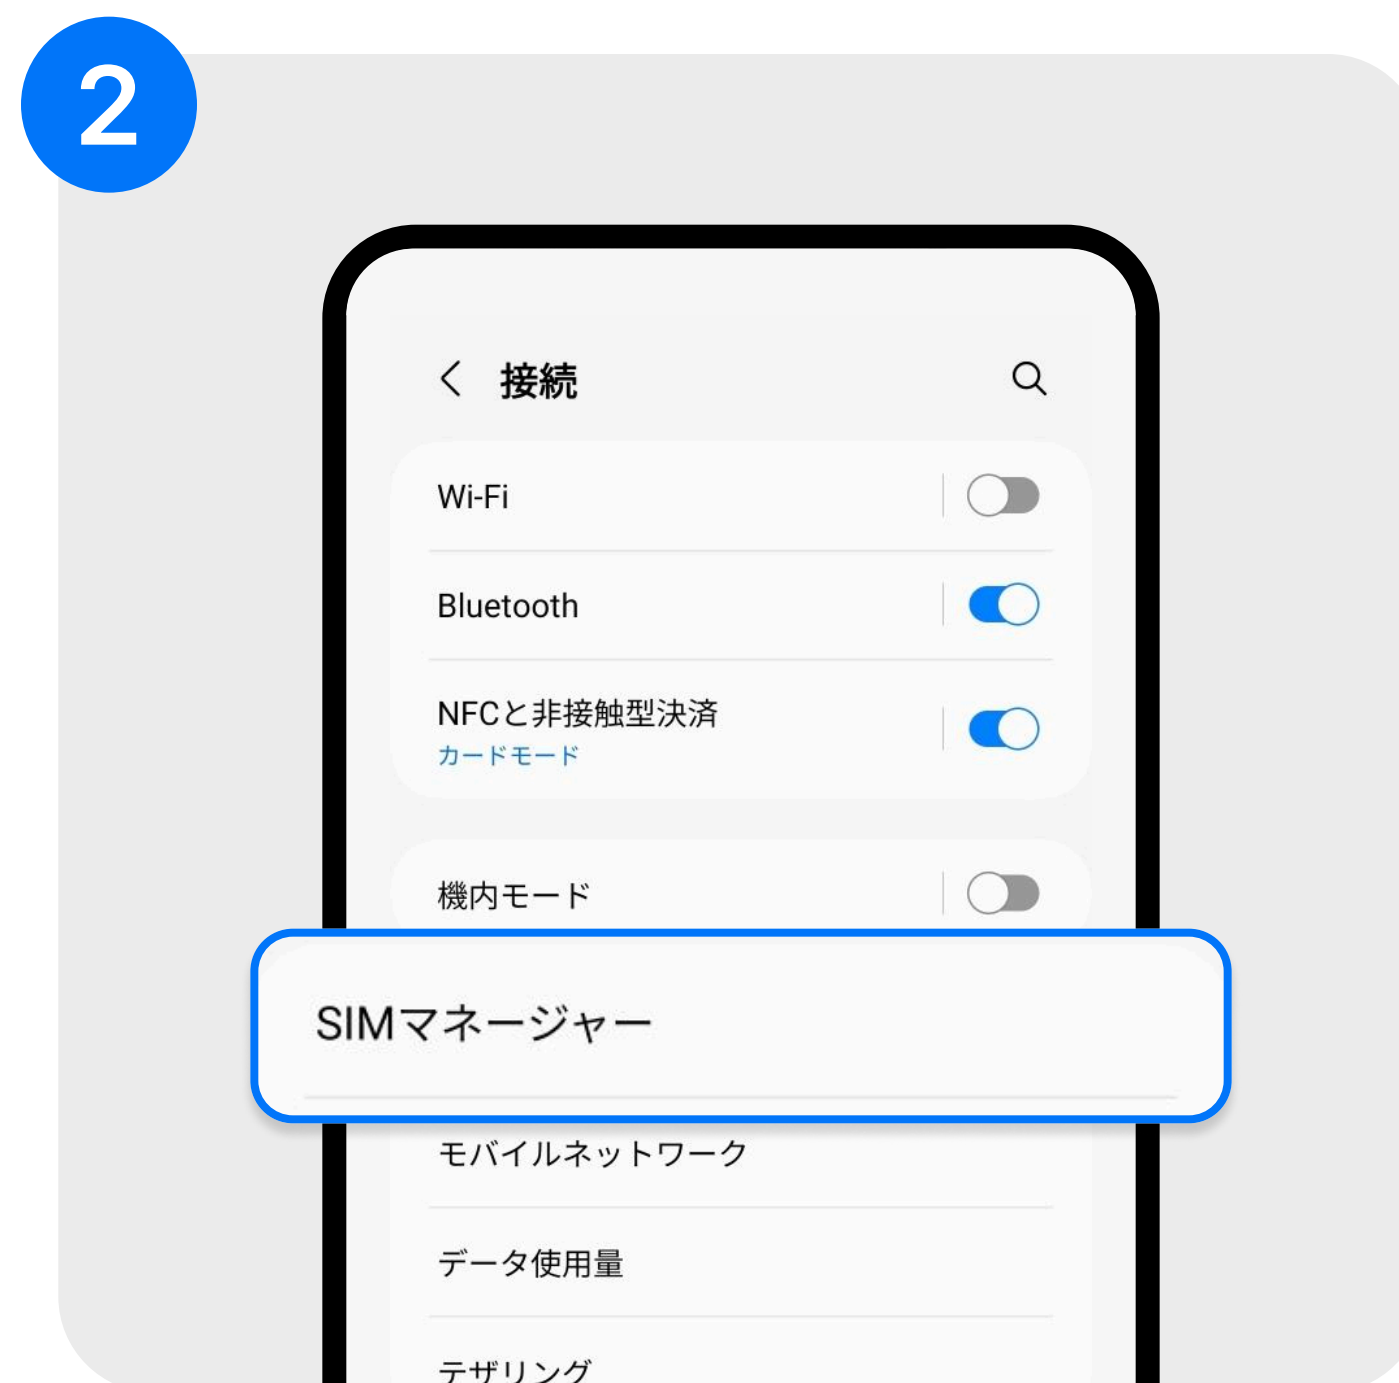 2
接続
Wi-Fi
Bluetooth
NFCと非接触型決済
カードモード
機内モード
SIMマネージャー
モバイルネットワーク
データ使用量
テザリング